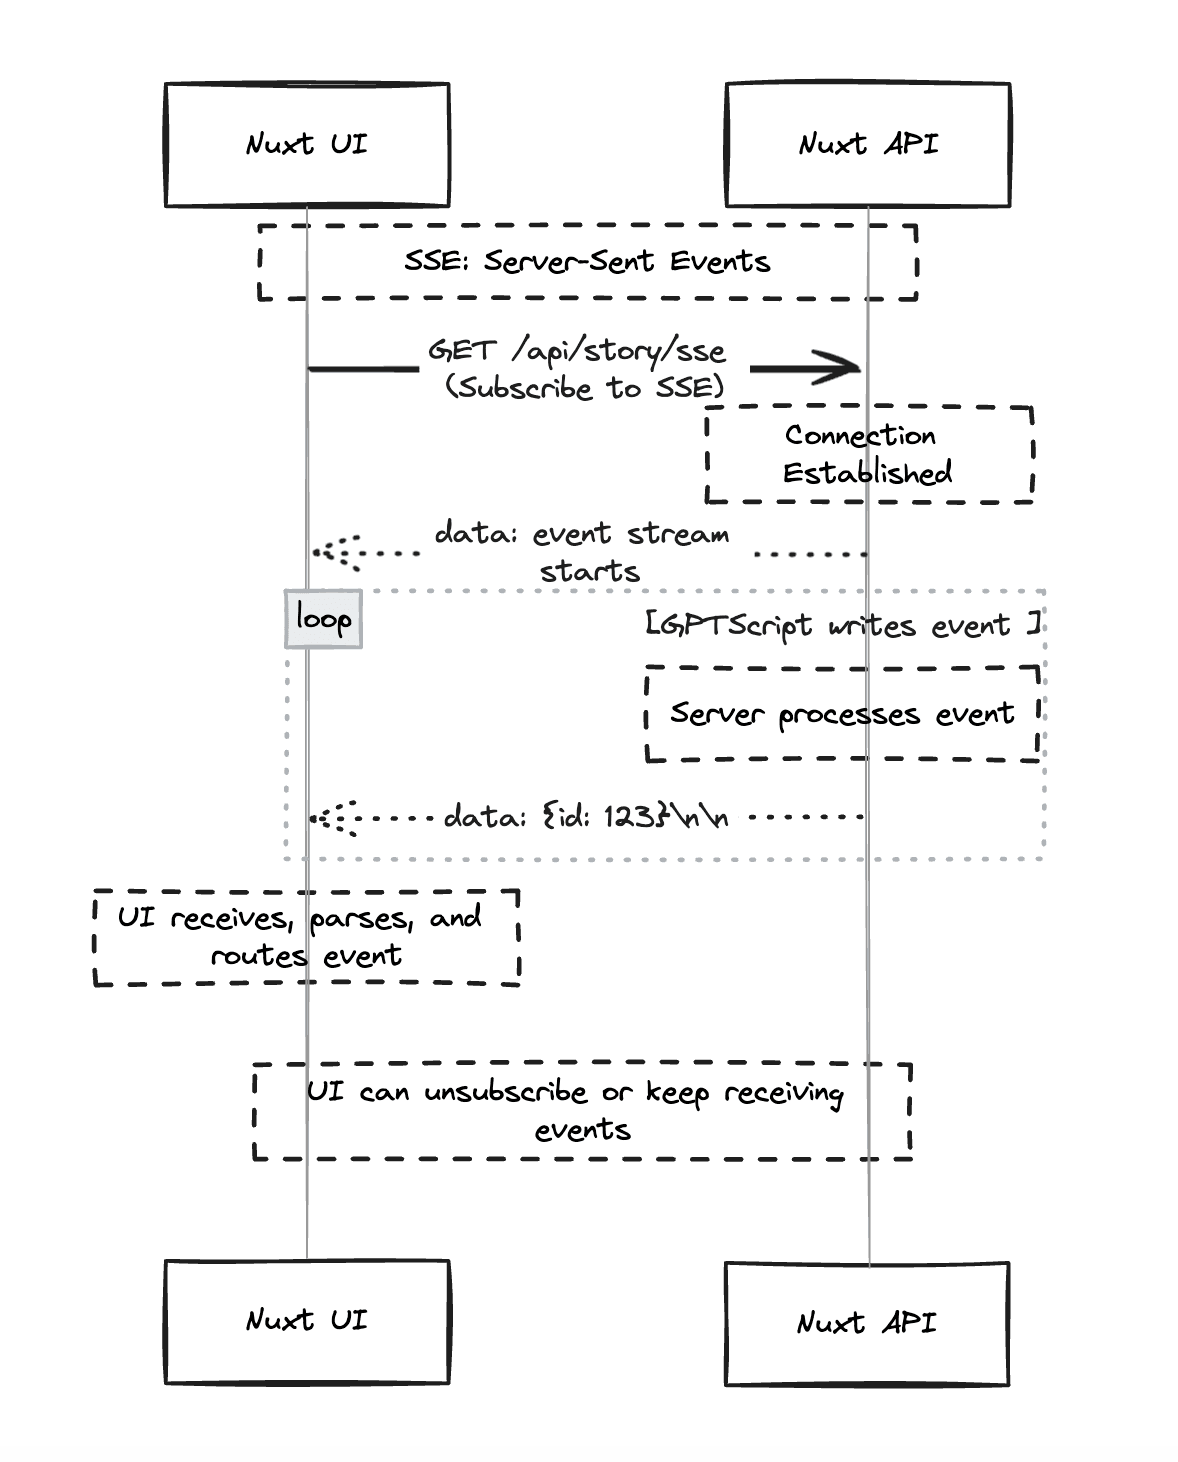 Nuxt UI
Nuxt API
SSE: Server-Sent Events
GET /api/story/sse
(Subscribe to SSE)
Connection
Established
data: event stream
starts
loop
[GPTScript writes event ]
Server processes event
data: {id: 123}\n\n
UI receives, parses, and
routes event
UI can unsubscribe or keep receiving
events
Nuxt UI
Nuxt API